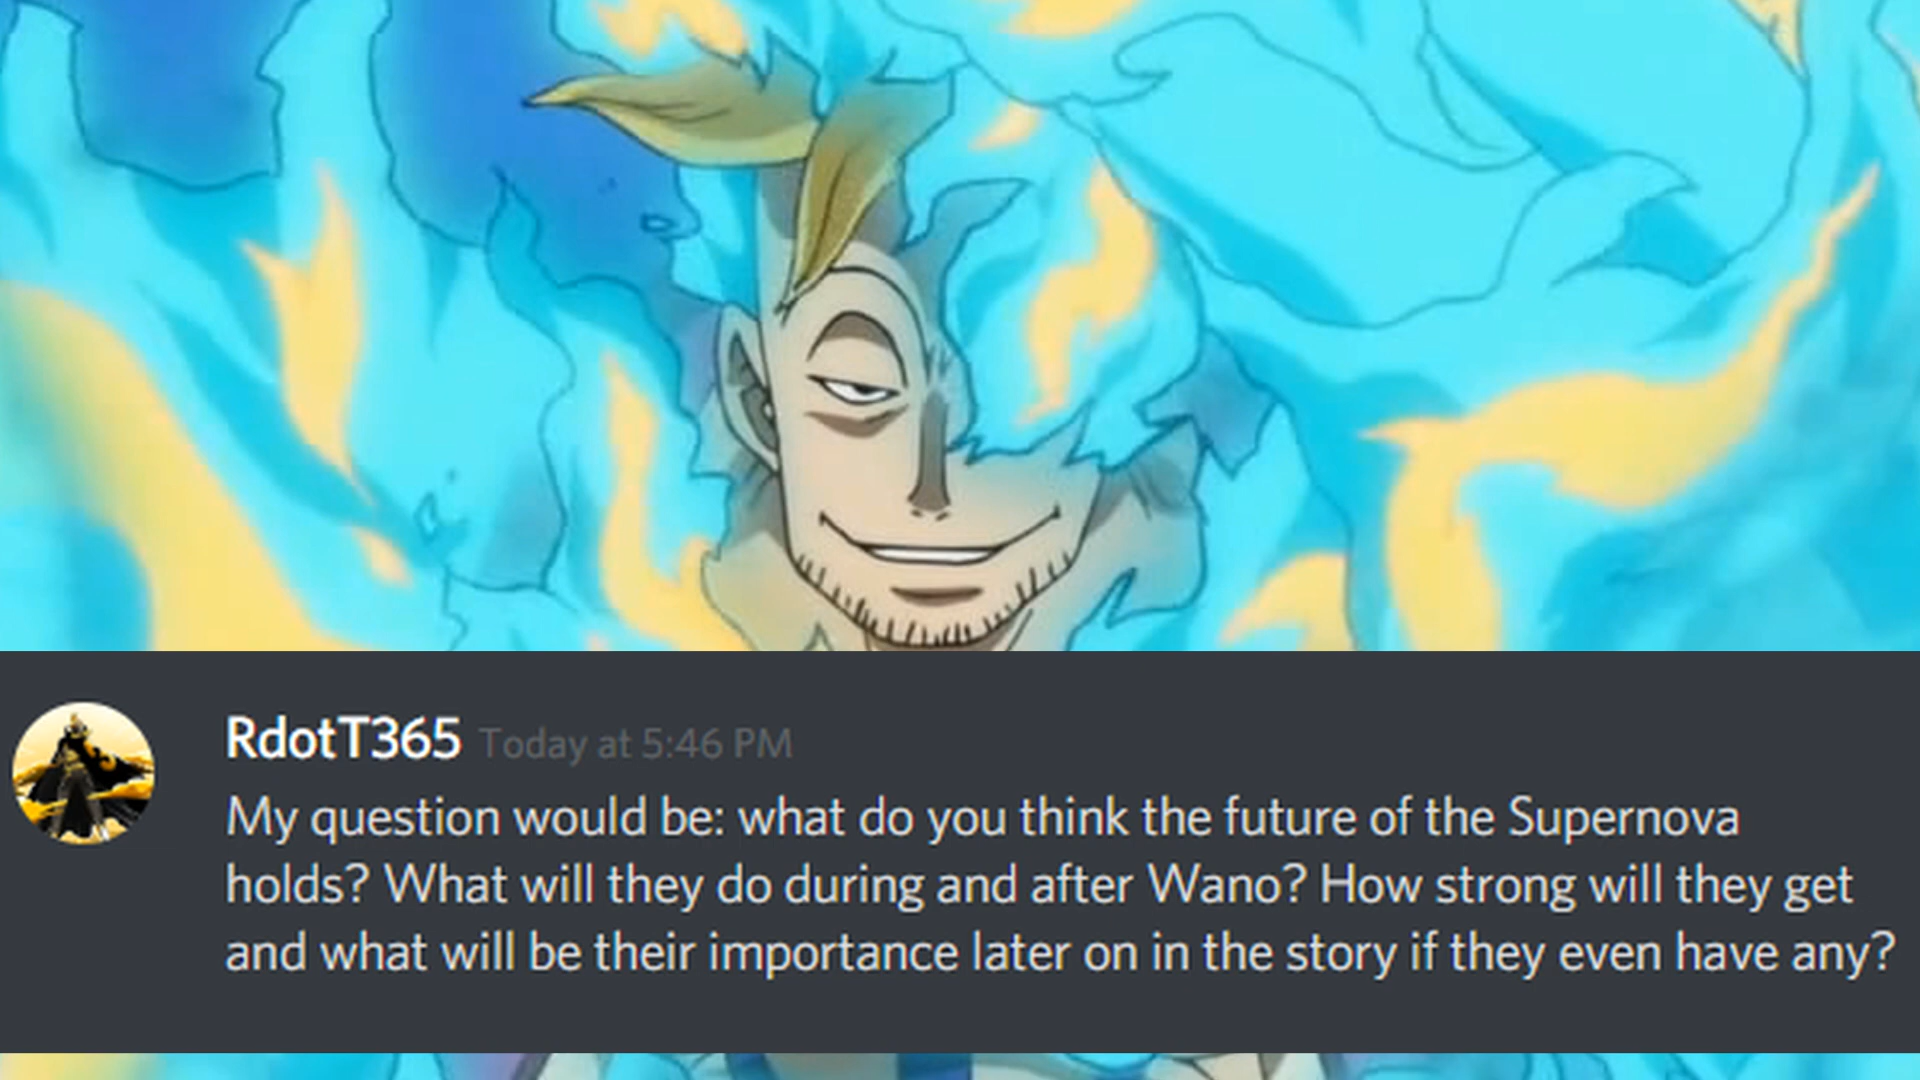 RdotT365 Today at 5:46 PM
My question would be: what do you think the future of the Supernova
holds? What will they do during and after Wano? How strong will they get
and what will be their importance later on in the story if they even have any?